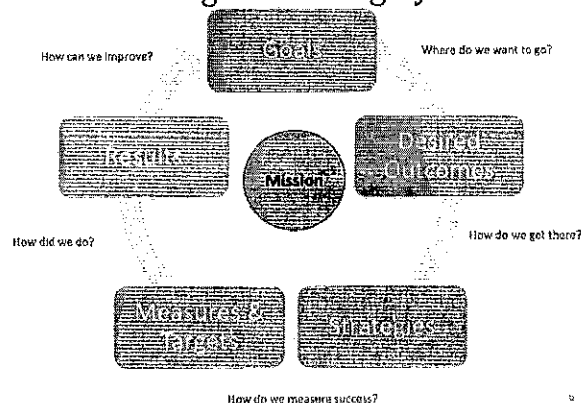 Goals
How can we improve?
Where do we want to go?
Results
Mission
Desired
Outcomes
How did we do?
How do we get there?
Measures &
Targets
Strategies
How do we measure success?